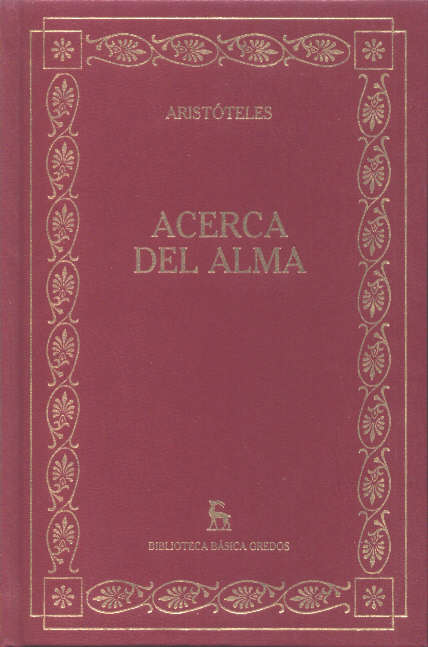 ARISTÓTELES
ACERCA
DEL ALMA
BIBLIOTECA BÁSICA GREDOS